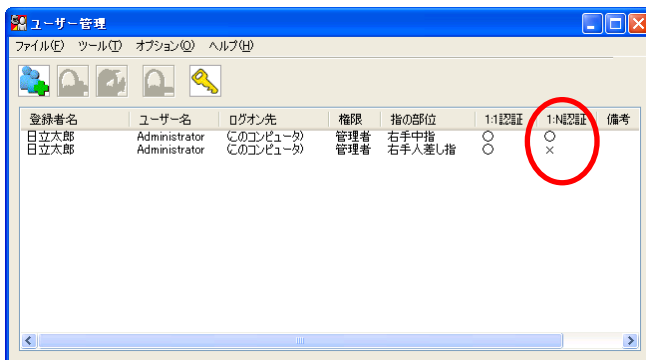 ユーザー管理
ファイル(F) ツール(T) オプション(O) ヘルプ(H)
登録者名 ユーザー名 ログオン先 権限 指の部位 1:1認証 1:N認証 備考
日立太郎 Administrator (このコンピュータ) 管理者 右手中指 ○ ○
日立太郎 Administrator (このコンピュータ) 管理者 右手人差し指 ○ ×